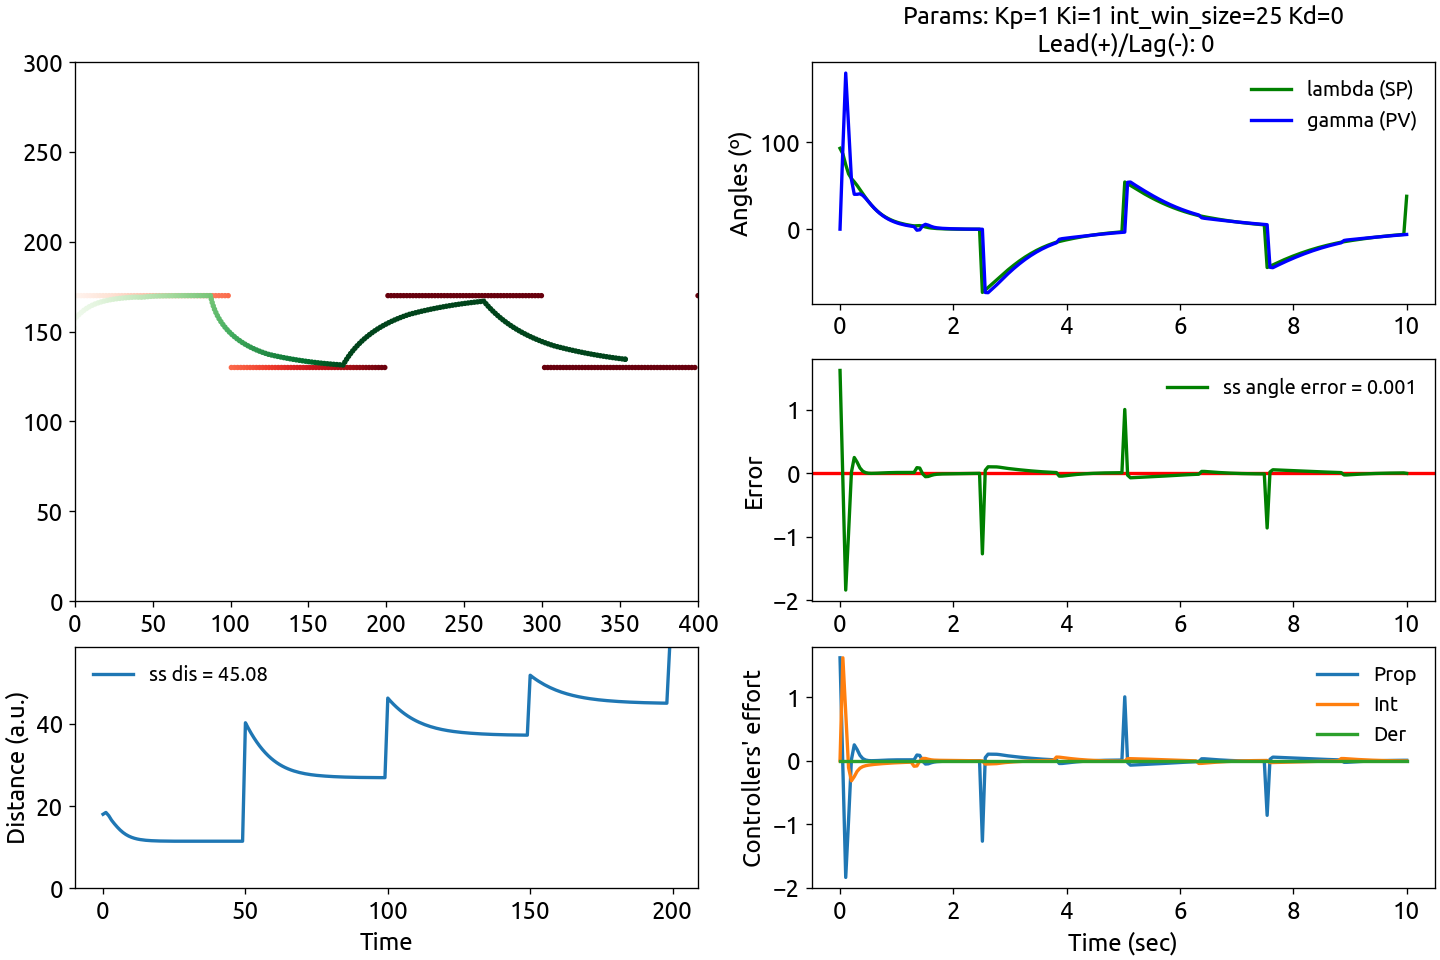 Params: Kp=1 Ki=1 int_win_size=25 Kd=0
Lead(+)/Lag(-): 0
300
250
200
150
100
50
0
0 50 100 150 200 250 300 350 400
Angles (º)
100
0
lambda (SP)
gamma (PV)
0 2 4 6 8 10
Error
1
0
−1
−2
ss angle error = 0.001
0 2 4 6 8 10
Distance (a.u.)
40
20
0
ss dis = 45.08
0 50 100 150 200
Time
Controllers' effort
1
0
−1
−2
Prop
Int
Der
0 2 4 6 8 10
Time (sec)